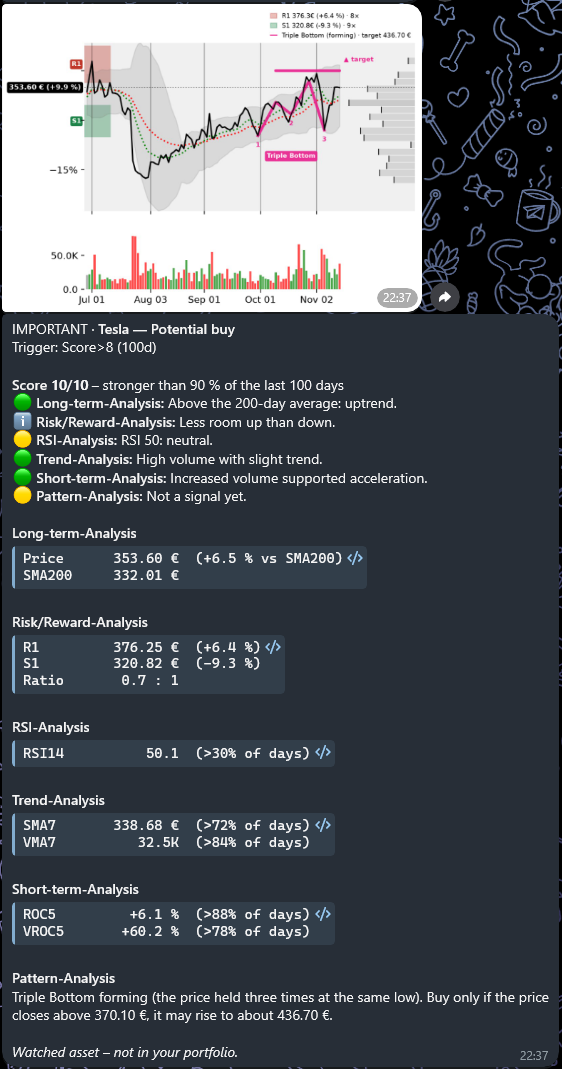 R1 376.3€ (+6.4 %) · 8x
S1 320.8€ (-9.3 %) · 9x
Triple Bottom (forming) · target 436.70 €
▲ target
R1
353.60 € (+9.9 %)
S1
−15%
1
2
3
Triple Bottom
50.0K
0.0
Jul 01 Aug 03 Sep 01 Oct 01 Nov 02
22:37
IMPORTANT · Tesla — Potential buy
Trigger: Score>8 (100d)
Score 10/10 – stronger than 90 % of the last 100 days
🟢 Long-term-Analysis: Above the 200-day average: uptrend.
ℹ️ Risk/Reward-Analysis: Less room up than down.
🟡 RSI-Analysis: RSI 50: neutral.
🟢 Trend-Analysis: High volume with slight trend.
🟢 Short-term-Analysis: Increased volume supported acceleration.
🟡 Pattern-Analysis: Not a signal yet.
Long-term-Analysis
Price 353.60 € (+6.5 % vs SMA200)
SMA200 332.01 €
Risk/Reward-Analysis
R1 376.25 € (+6.4 %)
S1 320.82 € (−9.3 %)
Ratio 0.7 : 1
RSI-Analysis
RSI14 50.1 (>30% of days)
Trend-Analysis
SMA7 338.68 € (>72% of days)
VMA7 32.5K (>84% of days)
Short-term-Analysis
ROC5 +6.1 % (>88% of days)
VROC5 +60.2 % (>78% of days)
Pattern-Analysis
Triple Bottom forming (the price held three times at the same low). Buy only if the price
closes above 370.10 €, it may rise to about 436.70 €.
Watched asset – not in your portfolio.
22:37